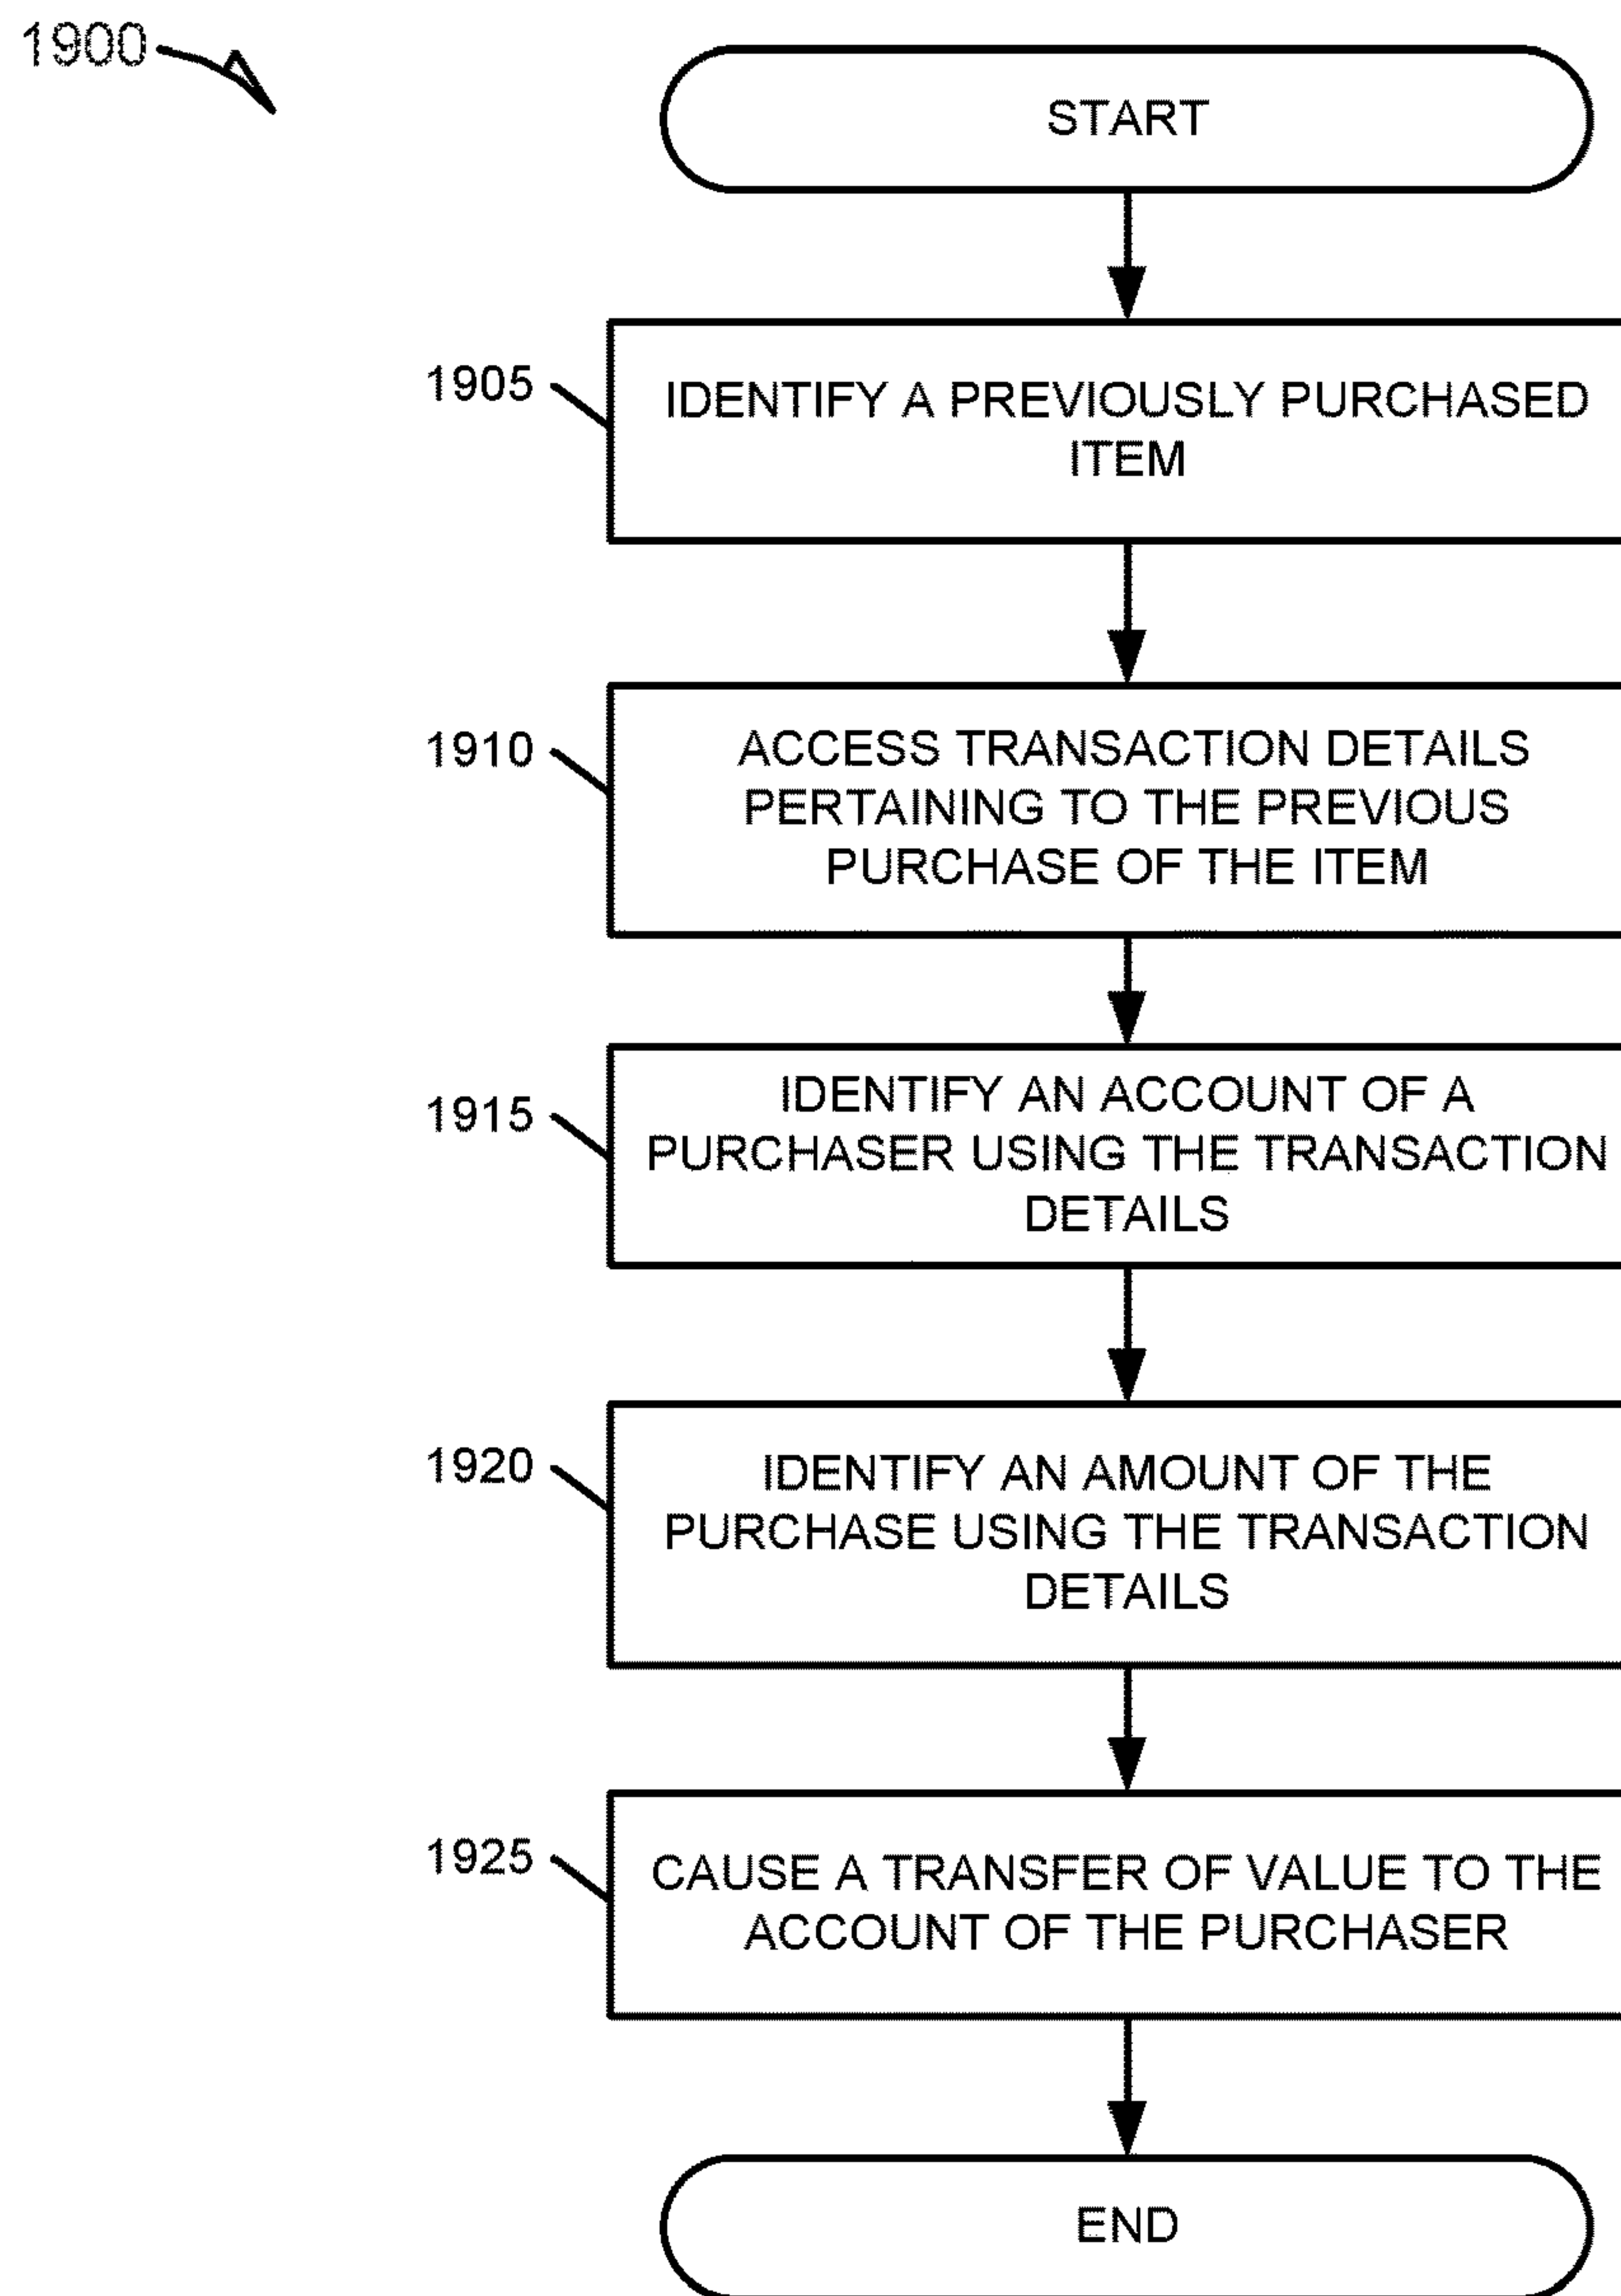 1900
START
1905
IDENTIFY A PREVIOUSLY PURCHASED
ITEM
1910
ACCESS TRANSACTION DETAILS
PERTAINING TO THE PREVIOUS
PURCHASE OF THE ITEM
1915
IDENTIFY AN ACCOUNT OF A
PURCHASER USING THE TRANSACTION
DETAILS
1920
IDENTIFY AN AMOUNT OF THE
PURCHASE USING THE TRANSACTION
DETAILS
1925
CAUSE A TRANSFER OF VALUE TO THE
ACCOUNT OF THE PURCHASER
END